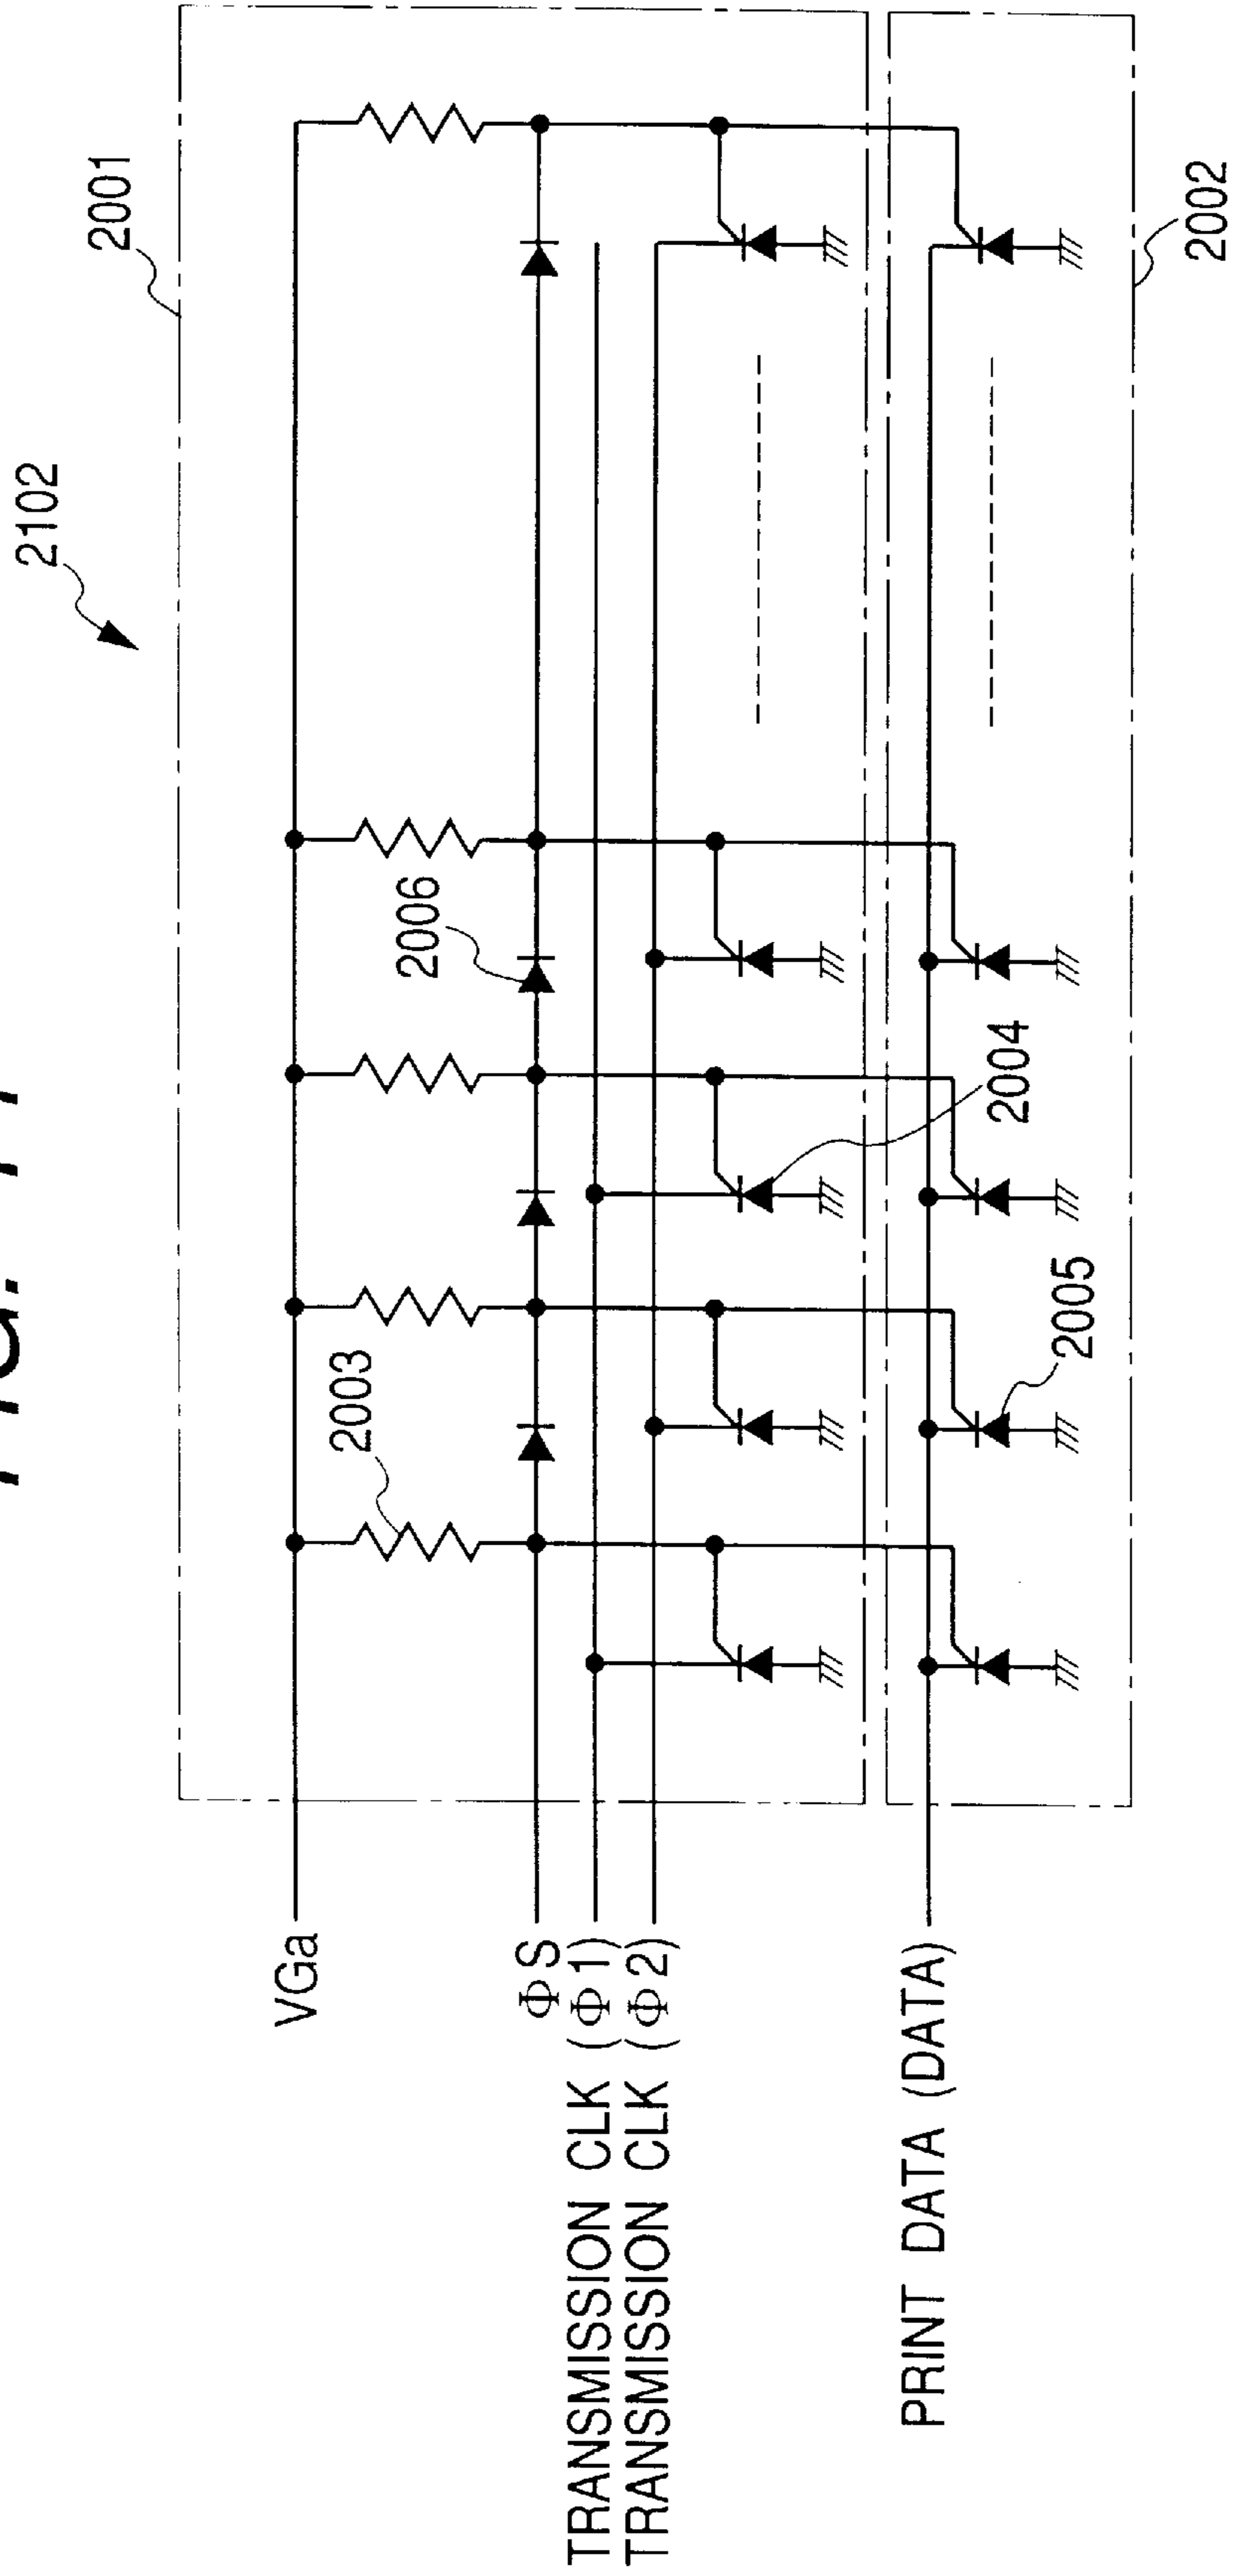 2102
2001
2003
2006
2004
2005
2002
VGa
ΦS
TRANSMISSION CLK (Φ1)
TRANSMISSION CLK (Φ2)
PRINT DATA (DATA)